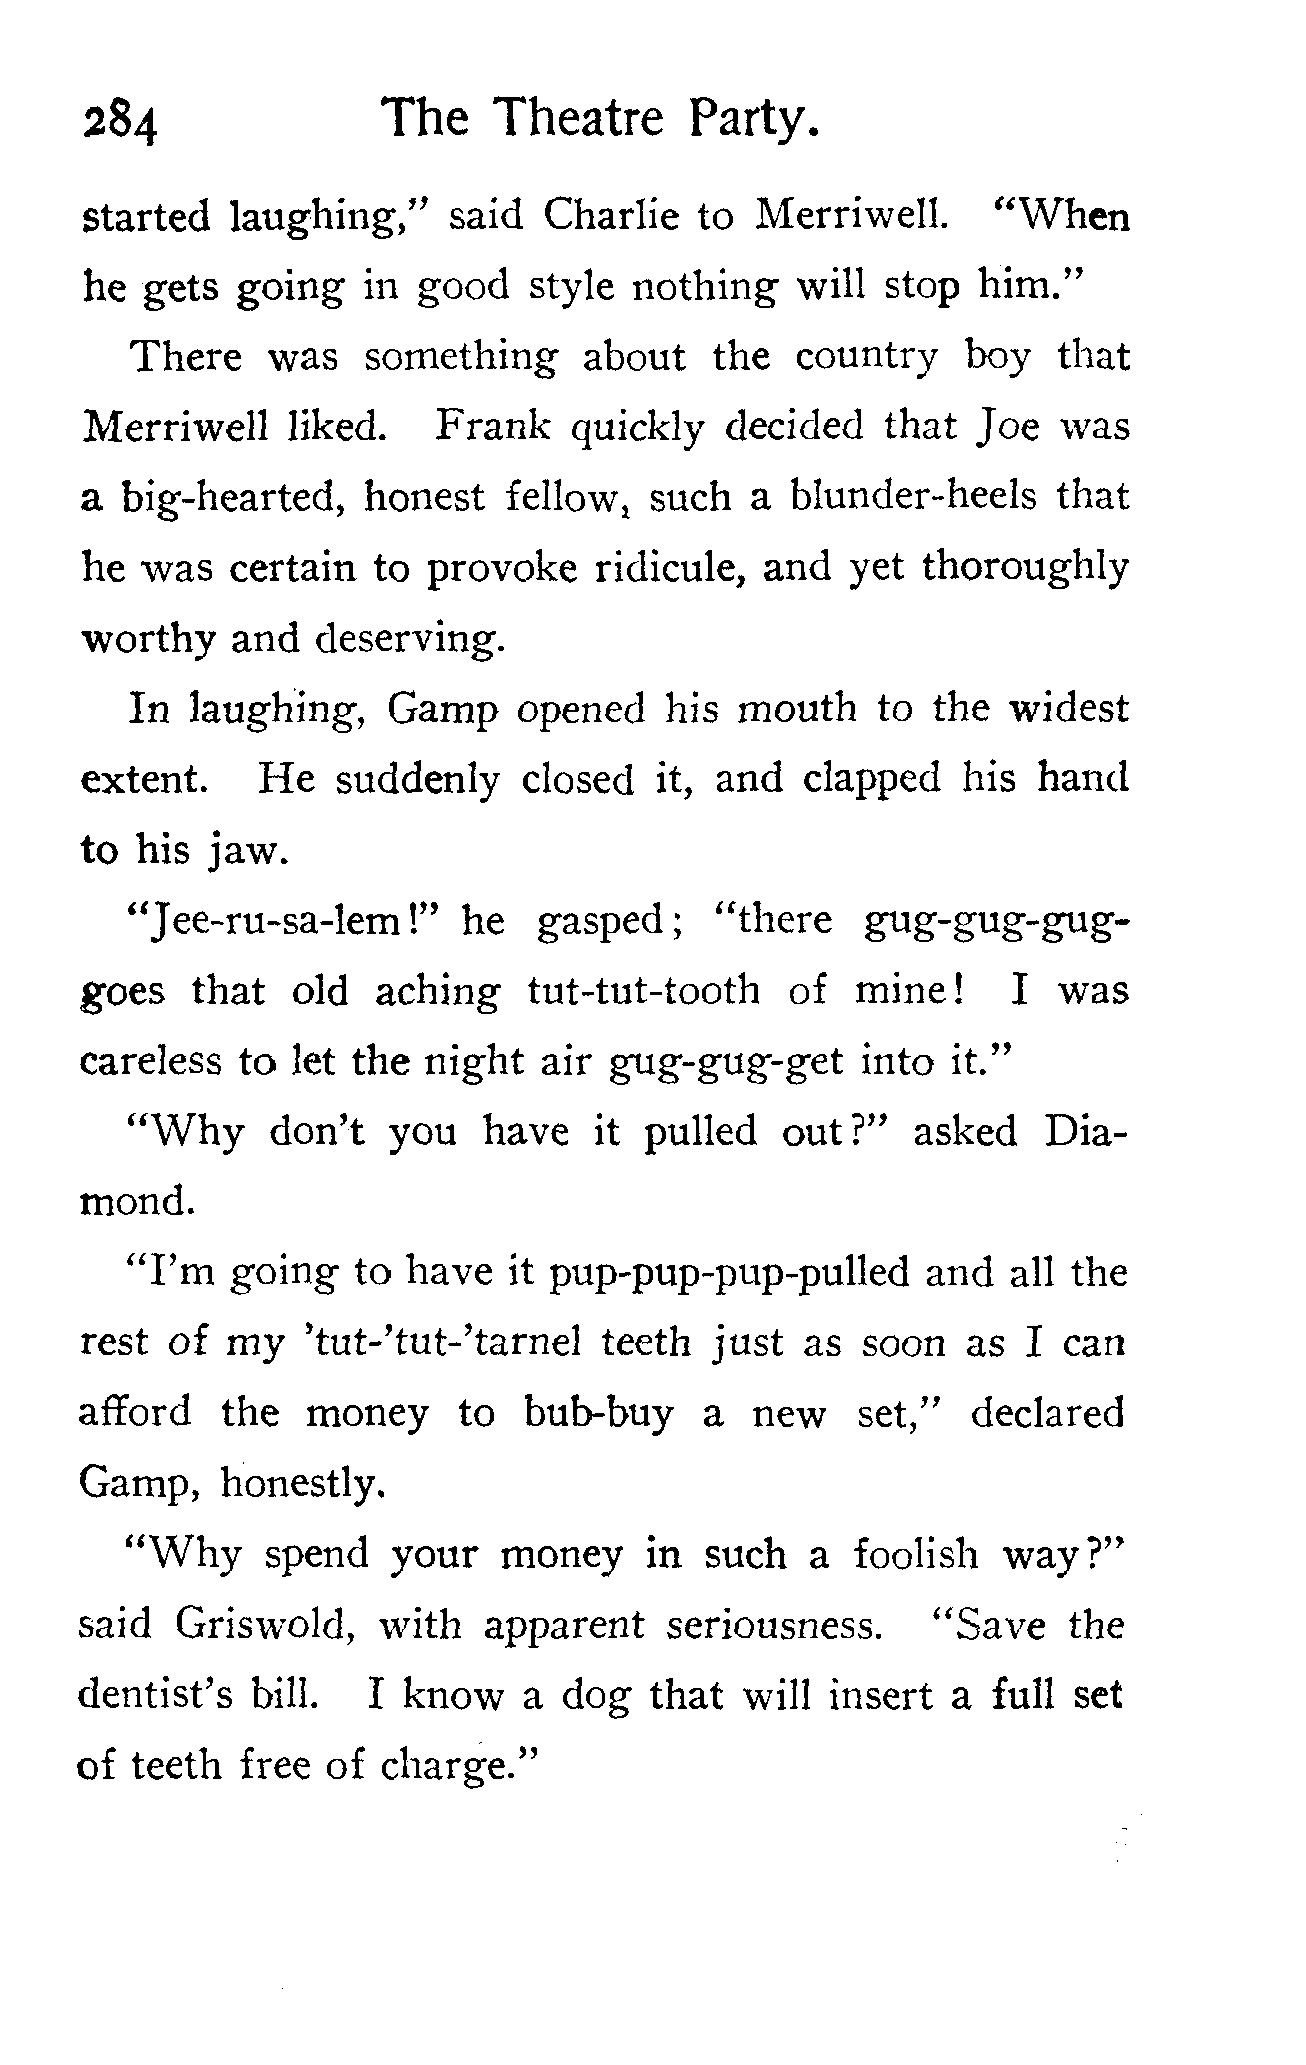 284 The Theatre Party.
started laughing," said Charlie to Merriwell. "When
he gets going in good style nothing will stop him."
There was something about the country boy that
Merriwell liked. Frank quickly decided that Joe was
a big-hearted, honest fellow, such a blunder-heels that
he was certain to provoke ridicule, and yet thoroughly
worthy and deserving.
In laughing, Gamp opened his mouth to the widest
extent. He suddenly closed it, and clapped his hand
to his jaw.
"Jee-ru-sa-lem!" he gasped; "there gug-gug-gug-
goes that old aching tut-tut-tooth of mine! I was
careless to let the night air gug-gug-get into it."
"Why don't you have it pulled out?" asked Dia-
mond.
"I'm going to have it pup-pup-pup-pulled and all the
rest of my 'tut-'tut-'tarnel teeth just as soon as I can
afford the money to bub-buy a new set," declared
Gamp, honestly.
"Why spend your money in such a foolish way?"
said Griswold, with apparent seriousness. "Save the
dentist's bill. I know a dog that will insert a full set
of teeth free of charge."